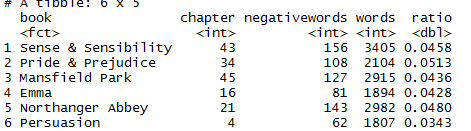 # A tibble: 6 x 5
book chapter negativewords words ratio
<fct> <int> <int> <int> <dbl>
1 Sense & Sensibility 43 156 3405 0.0458
2 Pride & Prejudice 34 108 2104 0.0513
3 Mansfield Park 45 127 2915 0.0436
4 Emma 16 81 1894 0.0428
5 Northanger Abbey 21 143 2982 0.0480
6 Persuasion 4 62 1807 0.0343